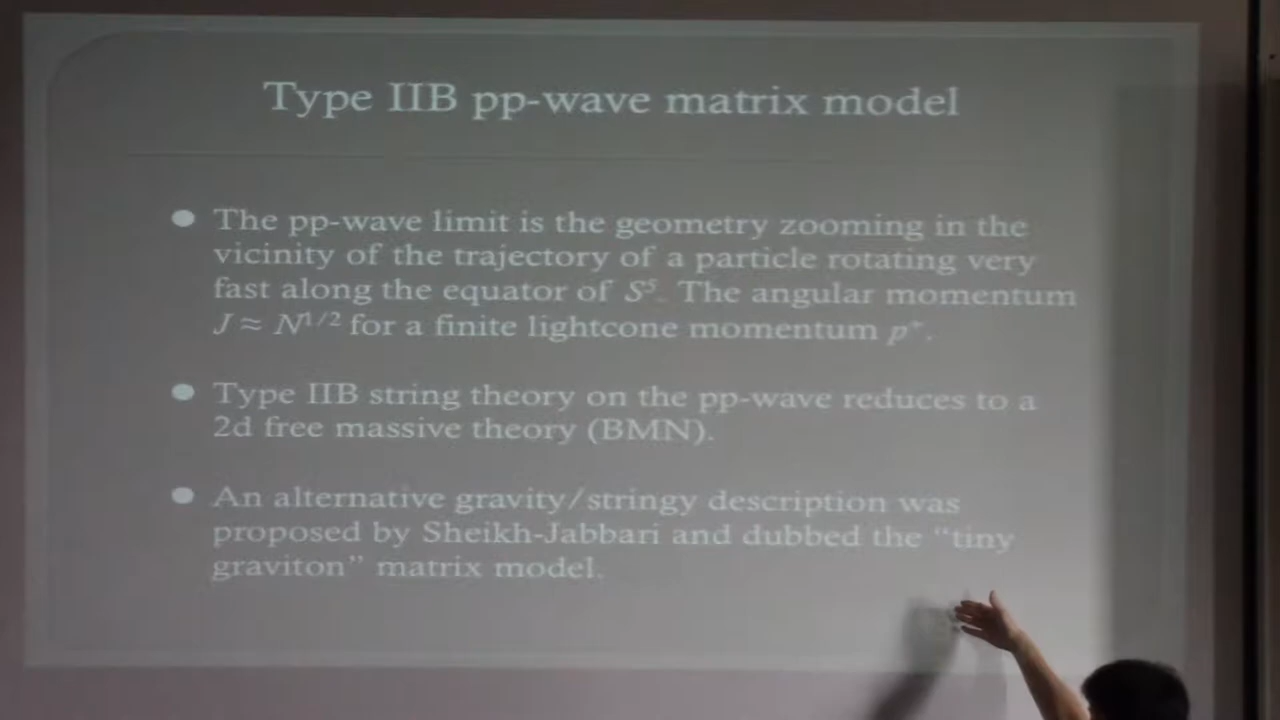 Type IIB pp-wave matrix model
● The pp-wave limit is the geometry zooming in the
vicinity of the trajectory of a particle rotating very
fast along the equator of S⁵. The angular momentum
J ≈ N^{1/2} for a finite lightcone momentum p⁺.
● Type IIB string theory on the pp-wave reduces to a
2d free massive theory (BMN).
● An alternative gravity/stringy description was
proposed by Sheikh-Jabbari and dubbed the “tiny
graviton” matrix model.